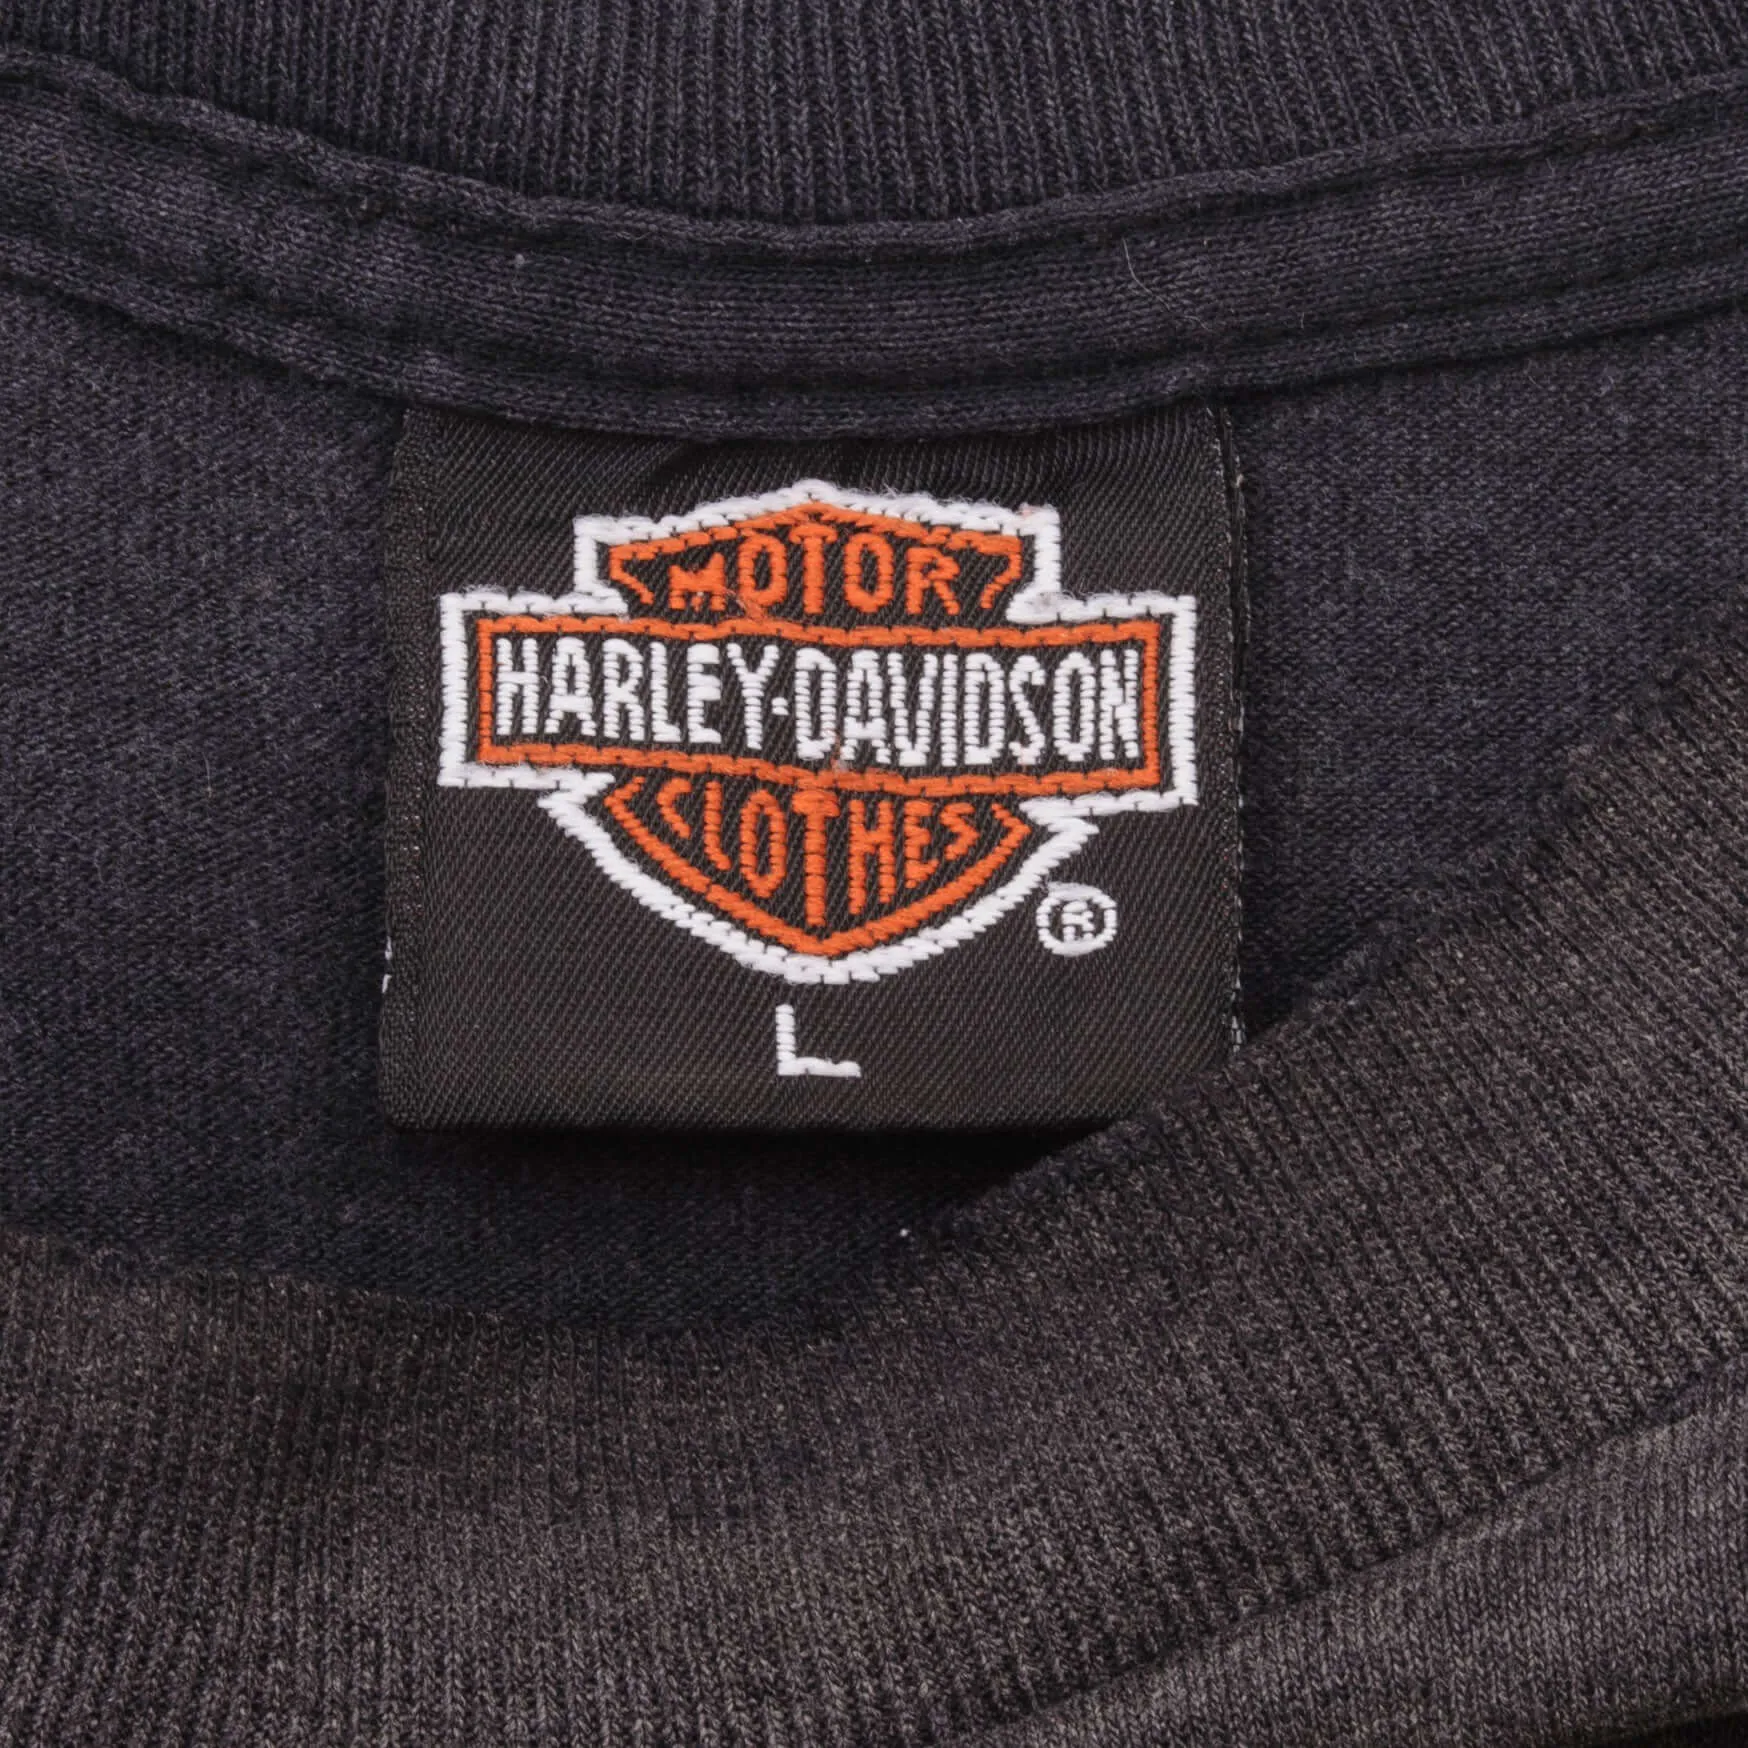 MOTOR
HARLEY-DAVIDSON
CLOTHES
®
L